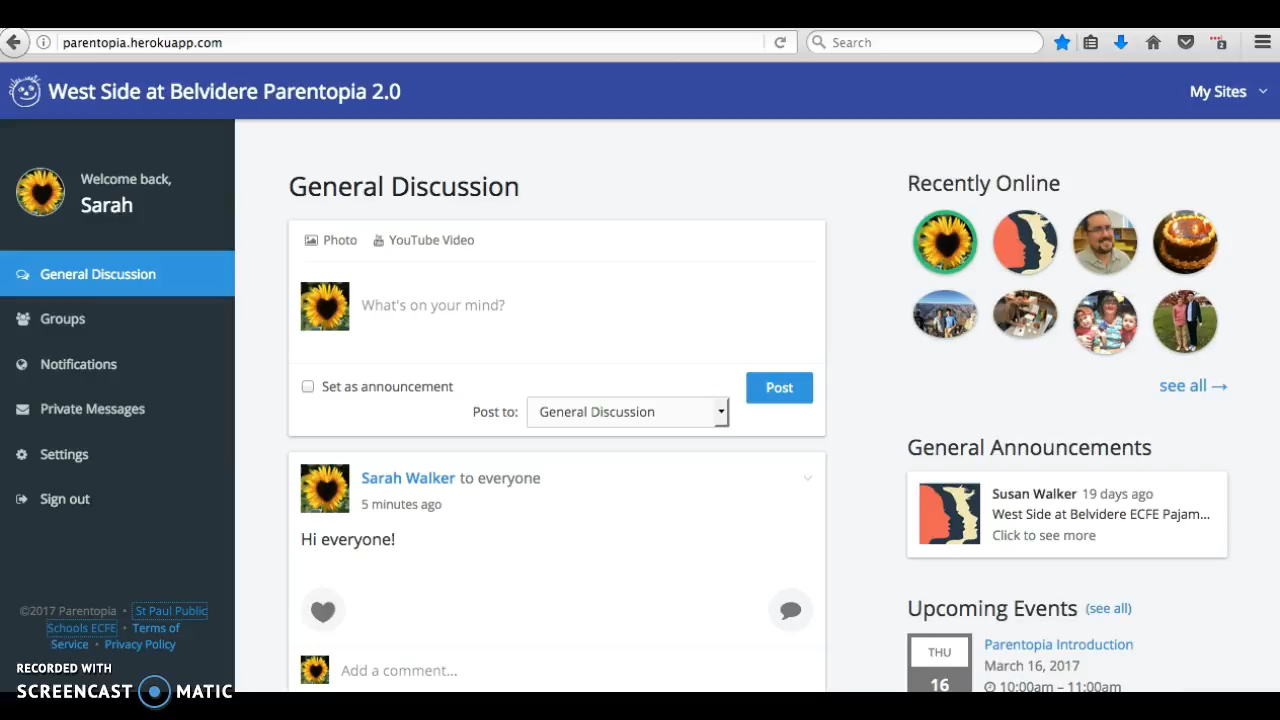 parentopia.herokuapp.com
Search
West Side at Belvidere Parentopia 2.0
My Sites
Welcome back,
Sarah
General Discussion
Groups
Notifications
Private Messages
Settings
Sign out
©2017 Parentopia • St Paul Public
Schools ECFE • Terms of
Service • Privacy Policy
RECORDED WITH
SCREENCAST MATIC
General Discussion
Photo YouTube Video
What's on your mind?
Set as announcement
Post
Post to: General Discussion
Sarah Walker to everyone
5 minutes ago
Hi everyone!
Add a comment...
Recently Online
see all →
General Announcements
Susan Walker 19 days ago
West Side at Belvidere ECFE Pajam...
Click to see more
Upcoming Events (see all)
THU
16
Parentopia Introduction
March 16, 2017
10:00am – 11:00am